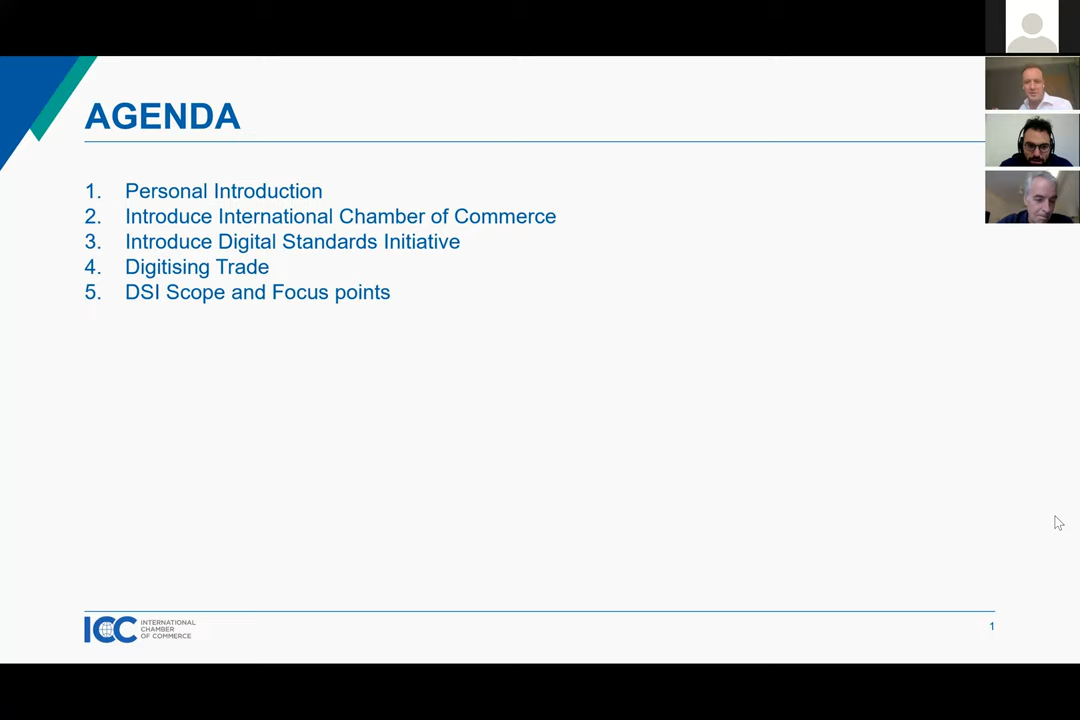 AGENDA
1. Personal Introduction
2. Introduce International Chamber of Commerce
3. Introduce Digital Standards Initiative
4. Digitising Trade
5. DSI Scope and Focus points
ICC INTERNATIONAL
CHAMBER
OF COMMERCE
1